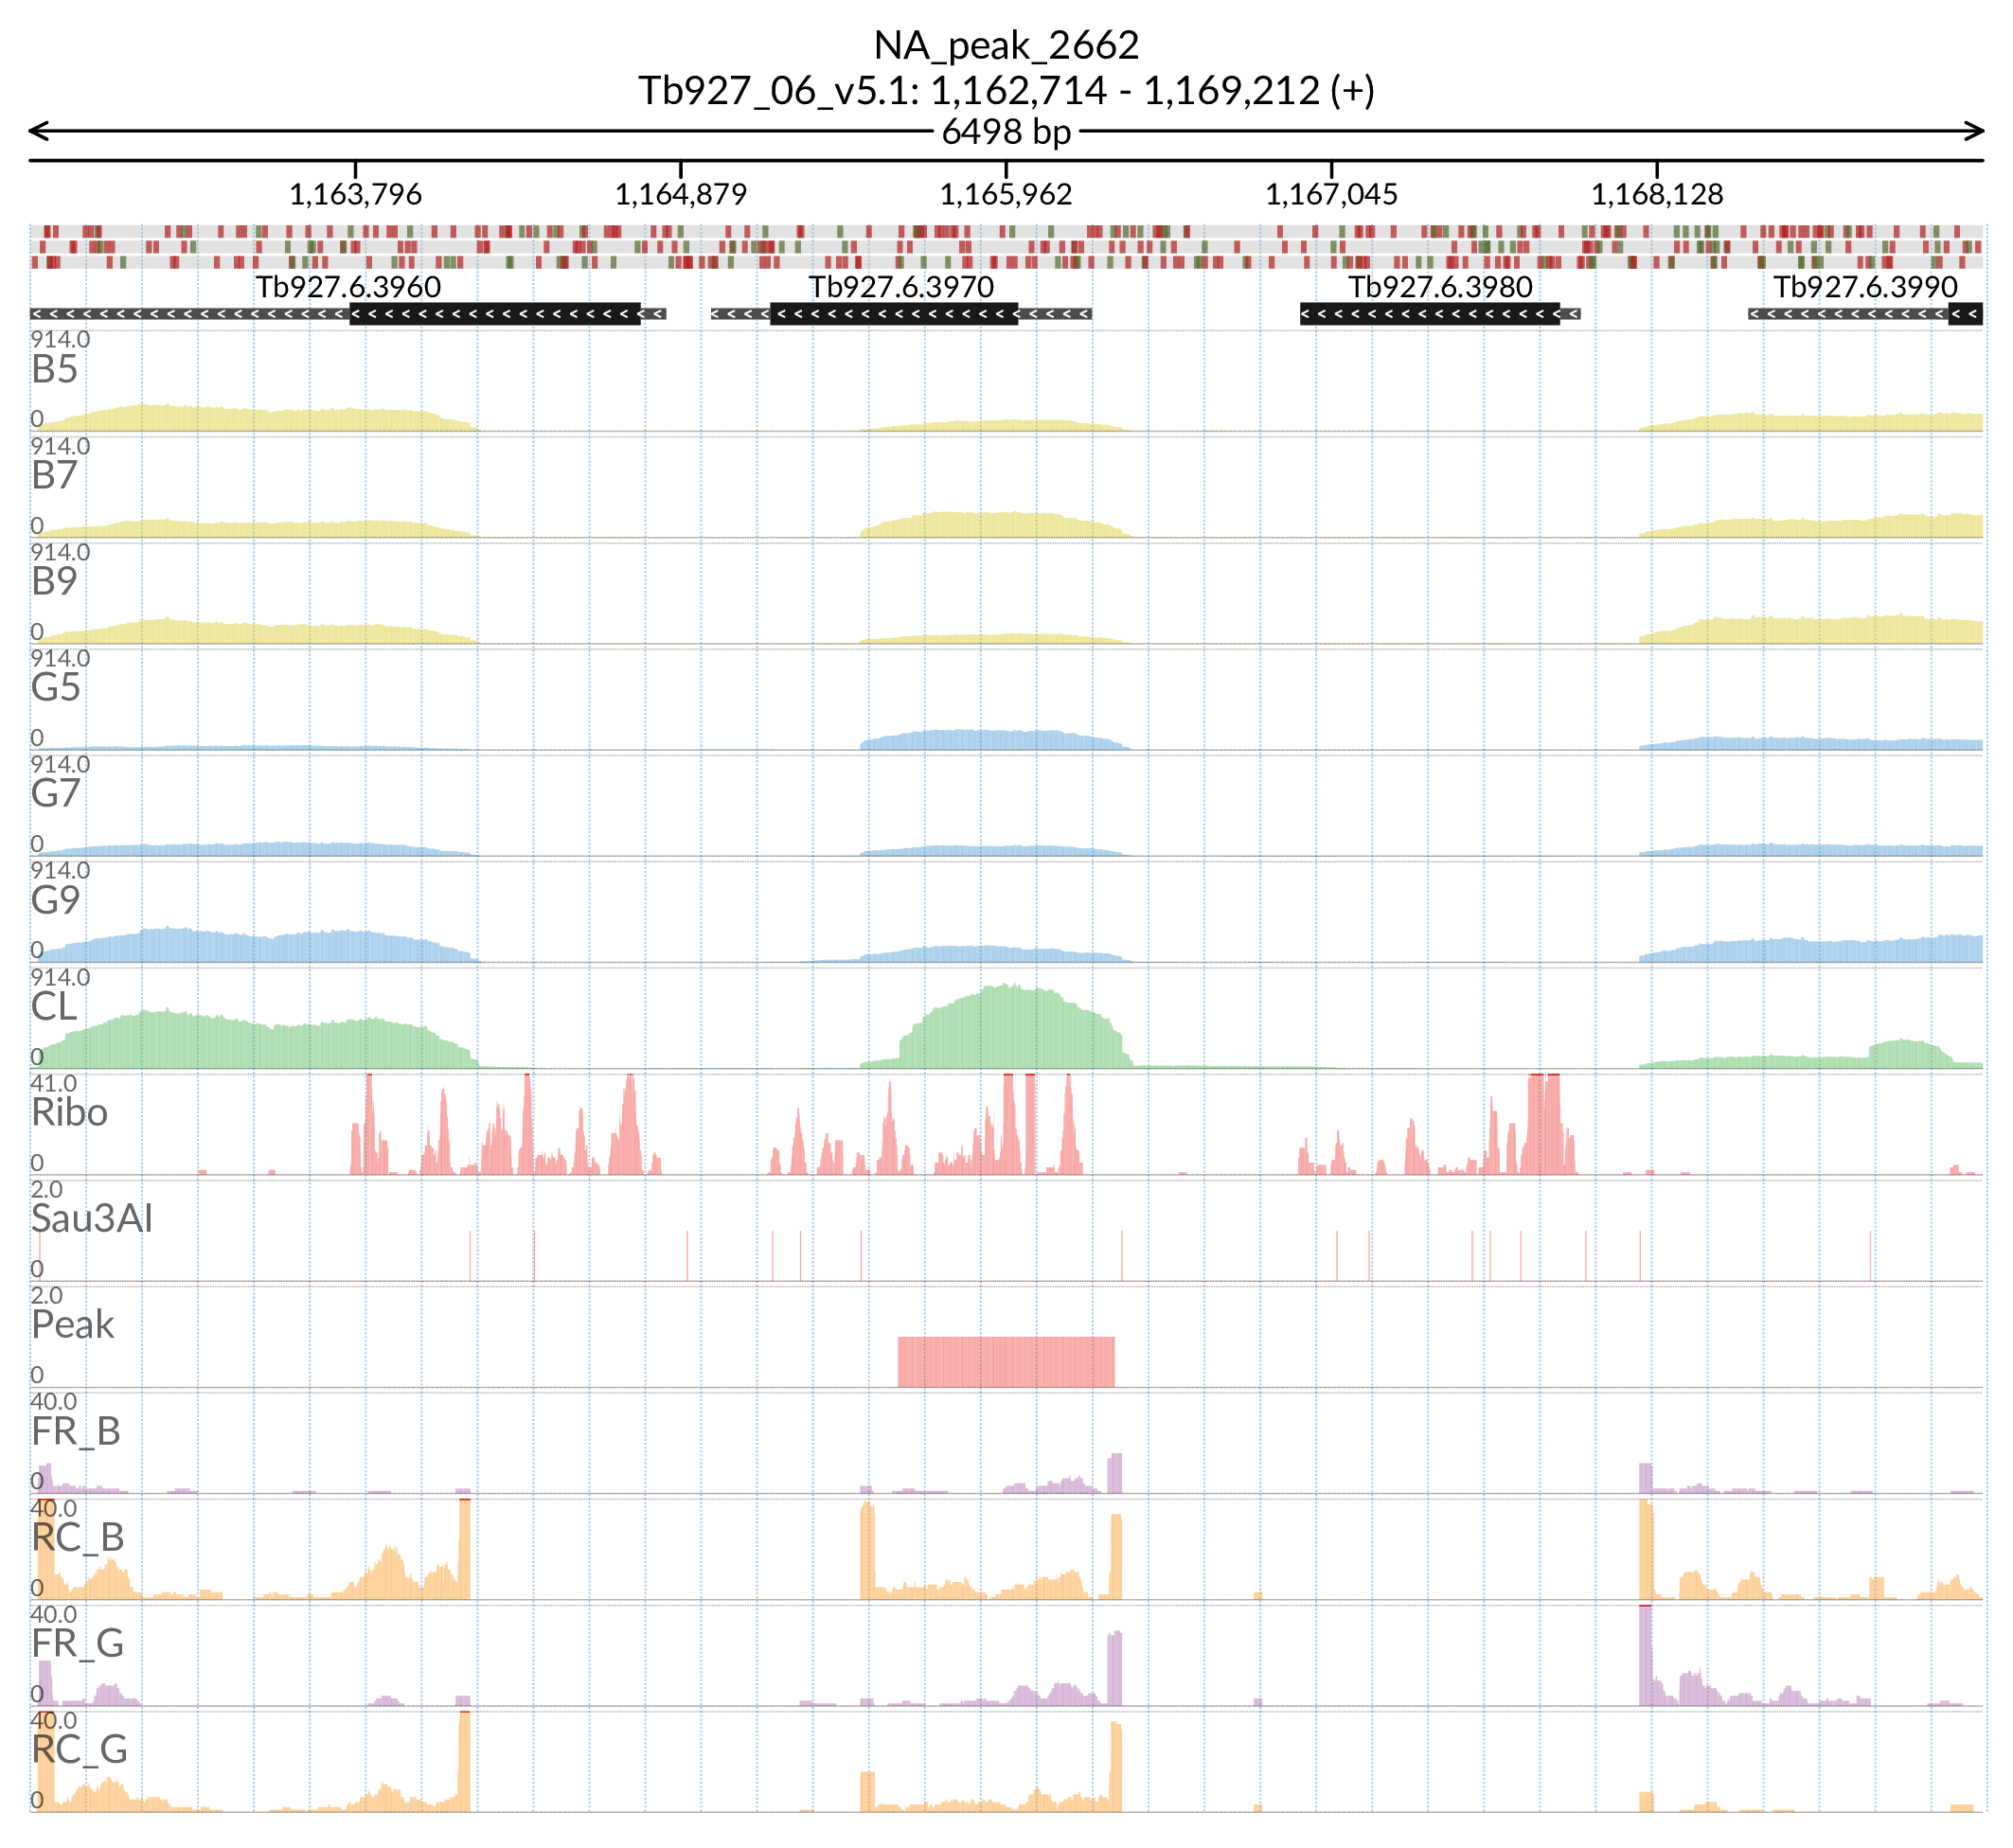 NA_peak_2662
Tb927_06_v5.1: 1,162,714 - 1,169,212 (+)
6498 bp
1,163,796 1,164,879 1,165,962 1,167,045 1,168,128
Tb927.6.3960 Tb927.6.3970 Tb927.6.3980 Tb927.6.3990
914.0
B5
0
914.0
B7
0
914.0
B9
0
914.0
G5
0
914.0
G7
0
914.0
G9
0
914.0
CL
0
41.0
Ribo
0
2.0
Sau3AI
0
2.0
Peak
0
40.0
FR_B
0
40.0
RC_B
0
40.0
FR_G
0
40.0
RC_G
0